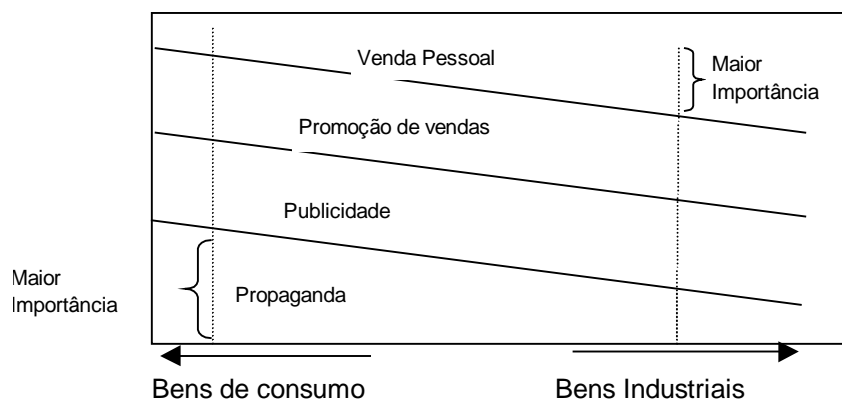 Venda Pessoal
Maior
Importância
Promoção de vendas
Publicidade
Maior
Importância
Propaganda
Bens de consumo
Bens Industriais